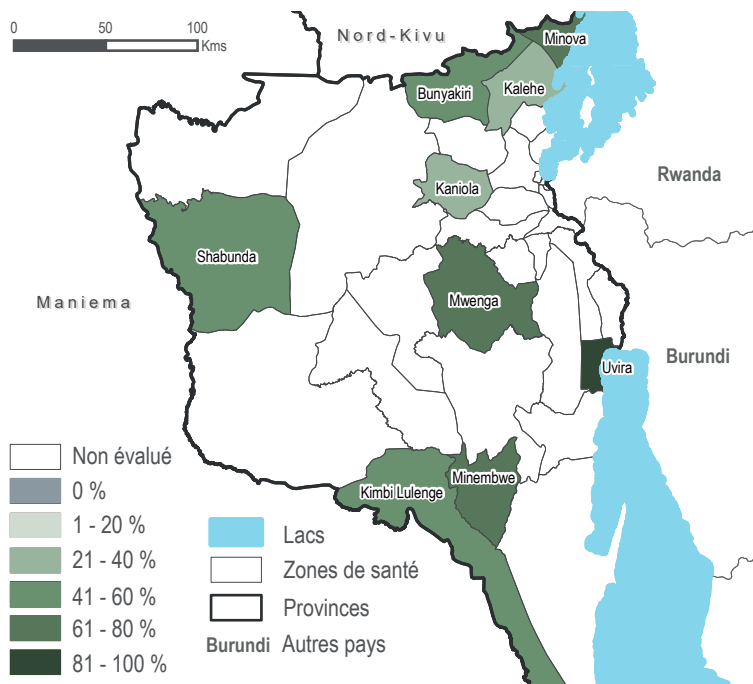 0 50 100
Kms
Nord-Kivu
Minova
Bunyakiri
Kalehe
Rwanda
Kaniola
Shabunda
Maniema
Mwenga
Burundi
Uvira
Minembwe
Kimbi Lulenge
Non évalué
0 %
1 - 20 %
21 - 40 %
41 - 60 %
61 - 80 %
81 - 100 %
Lacs
Zones de santé
Provinces
Burundi Autres pays